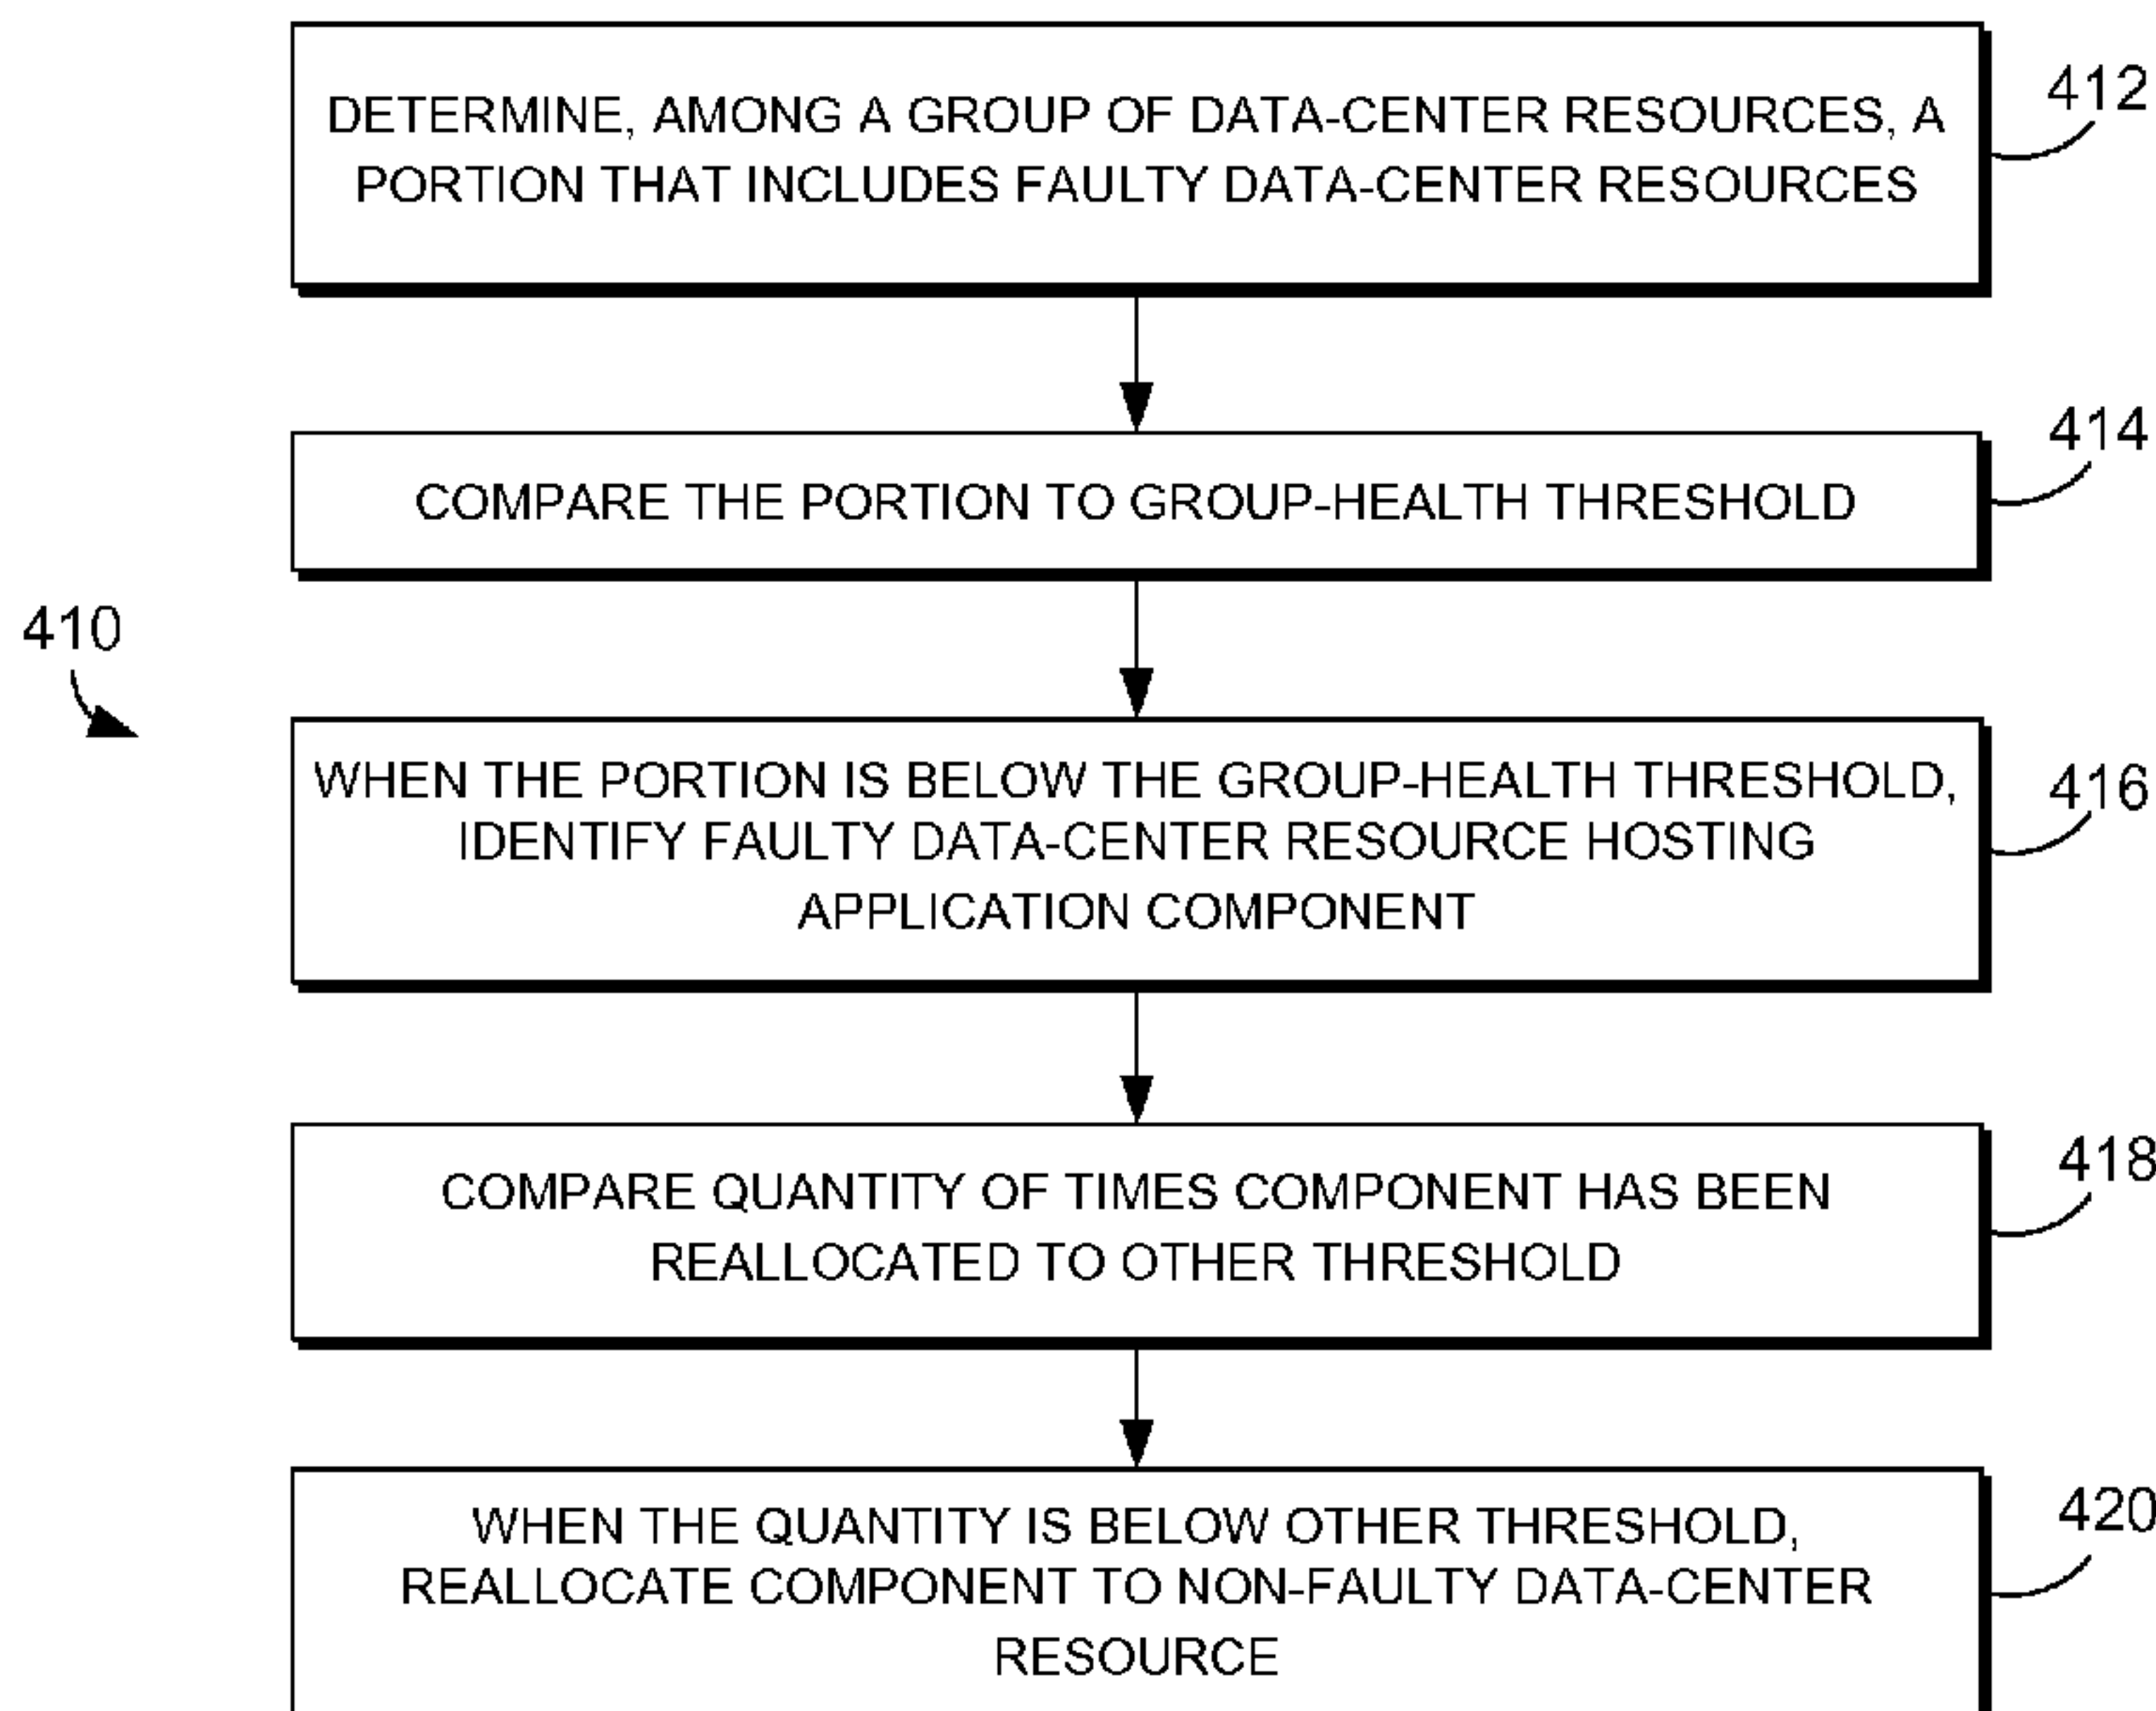 DETERMINE, AMONG A GROUP OF DATA-CENTER RESOURCES, A
PORTION THAT INCLUDES FAULTY DATA-CENTER RESOURCES
412
COMPARE THE PORTION TO GROUP-HEALTH THRESHOLD
414
410
WHEN THE PORTION IS BELOW THE GROUP-HEALTH THRESHOLD,
IDENTIFY FAULTY DATA-CENTER RESOURCE HOSTING
APPLICATION COMPONENT
416
COMPARE QUANTITY OF TIMES COMPONENT HAS BEEN
REALLOCATED TO OTHER THRESHOLD
418
WHEN THE QUANTITY IS BELOW OTHER THRESHOLD,
REALLOCATE COMPONENT TO NON-FAULTY DATA-CENTER
RESOURCE
420